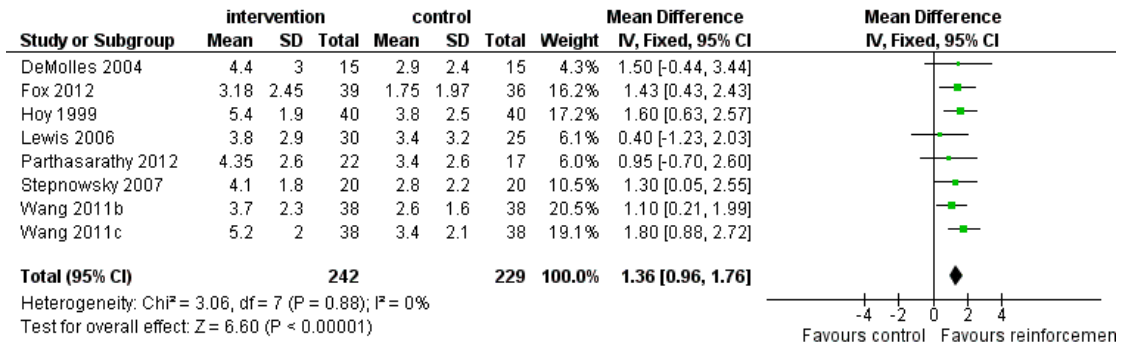 intervention control Mean Difference Mean Difference
Study or Subgroup Mean SD Total Mean SD Total Weight IV, Fixed, 95% CI IV, Fixed, 95% CI
DeMolles 2004 4.4 3 15 2.9 2.4 15 4.3% 1.50 [-0.44, 3.44]
Fox 2012 3.18 2.45 39 1.75 1.97 36 16.2% 1.43 [0.43, 2.43]
Hoy 1999 5.4 1.9 40 3.8 2.5 40 17.2% 1.60 [0.63, 2.57]
Lewis 2006 3.8 2.9 30 3.4 3.2 25 6.1% 0.40 [-1.23, 2.03]
Parthasarathy 2012 4.35 2.6 22 3.4 2.6 17 6.0% 0.95 [-0.70, 2.60]
Stepnowsky 2007 4.1 1.8 20 2.8 2.2 20 10.5% 1.30 [0.05, 2.55]
Wang 2011b 3.7 2.3 38 2.6 1.6 38 20.5% 1.10 [0.21, 1.99]
Wang 2011c 5.2 2 38 3.4 2.1 38 19.1% 1.80 [0.88, 2.72]
Total (95% CI) 242 229 100.0% 1.36 [0.96, 1.76]
Heterogeneity: Chi² = 3.06, df = 7 (P = 0.88); I² = 0%
Test for overall effect: Z = 6.60 (P < 0.00001)
-4 -2 0 2 4
Favours control Favours reinforcemen